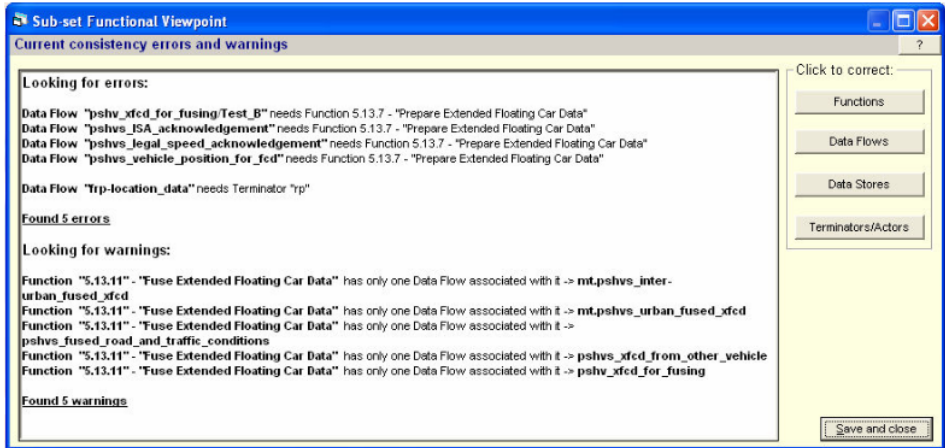 Sub-set Functional Viewpoint
Current consistency errors and warnings
?
Looking for errors:
Data Flow "pshv_xfcd_for_fusing/Test_B" needs Function 5.13.7 - "Prepare Extended Floating Car Data"
Data Flow "pshvs_ISA_acknowledgement" needs Function 5.13.7 - "Prepare Extended Floating Car Data"
Data Flow "pshvs_legal_speed_acknowledgement" needs Function 5.13.7 - "Prepare Extended Floating Car Data"
Data Flow "pshvs_vehicle_position_for_fcd" needs Function 5.13.7 - "Prepare Extended Floating Car Data"
Data Flow "frp-location_data" needs Terminator "rp"
Found 5 errors
Looking for warnings:
Function "5.13.11" - "Fuse Extended Floating Car Data" has only one Data Flow associated with it -> mt.pshvs_inter-
urban_fused_xfcd
Function "5.13.11" - "Fuse Extended Floating Car Data" has only one Data Flow associated with it -> mt.pshvs_urban_fused_xfcd
Function "5.13.11" - "Fuse Extended Floating Car Data" has only one Data Flow associated with it ->
pshvs_fused_road_and_traffic_conditions
Function "5.13.11" - "Fuse Extended Floating Car Data" has only one Data Flow associated with it -> pshvs_xfcd_from_other_vehicle
Function "5.13.11" - "Fuse Extended Floating Car Data" has only one Data Flow associated with it -> pshv_xfcd_for_fusing
Found 5 warnings
Click to correct:
Functions
Data Flows
Data Stores
Terminators/Actors
Save and close